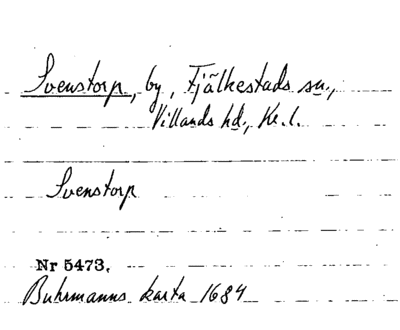 Svenstorp, by, Fjälkestads sn.,
Villands hd., Kr. l.
Svenstorp
Nr 5473.
Buhrmanns karta 1684